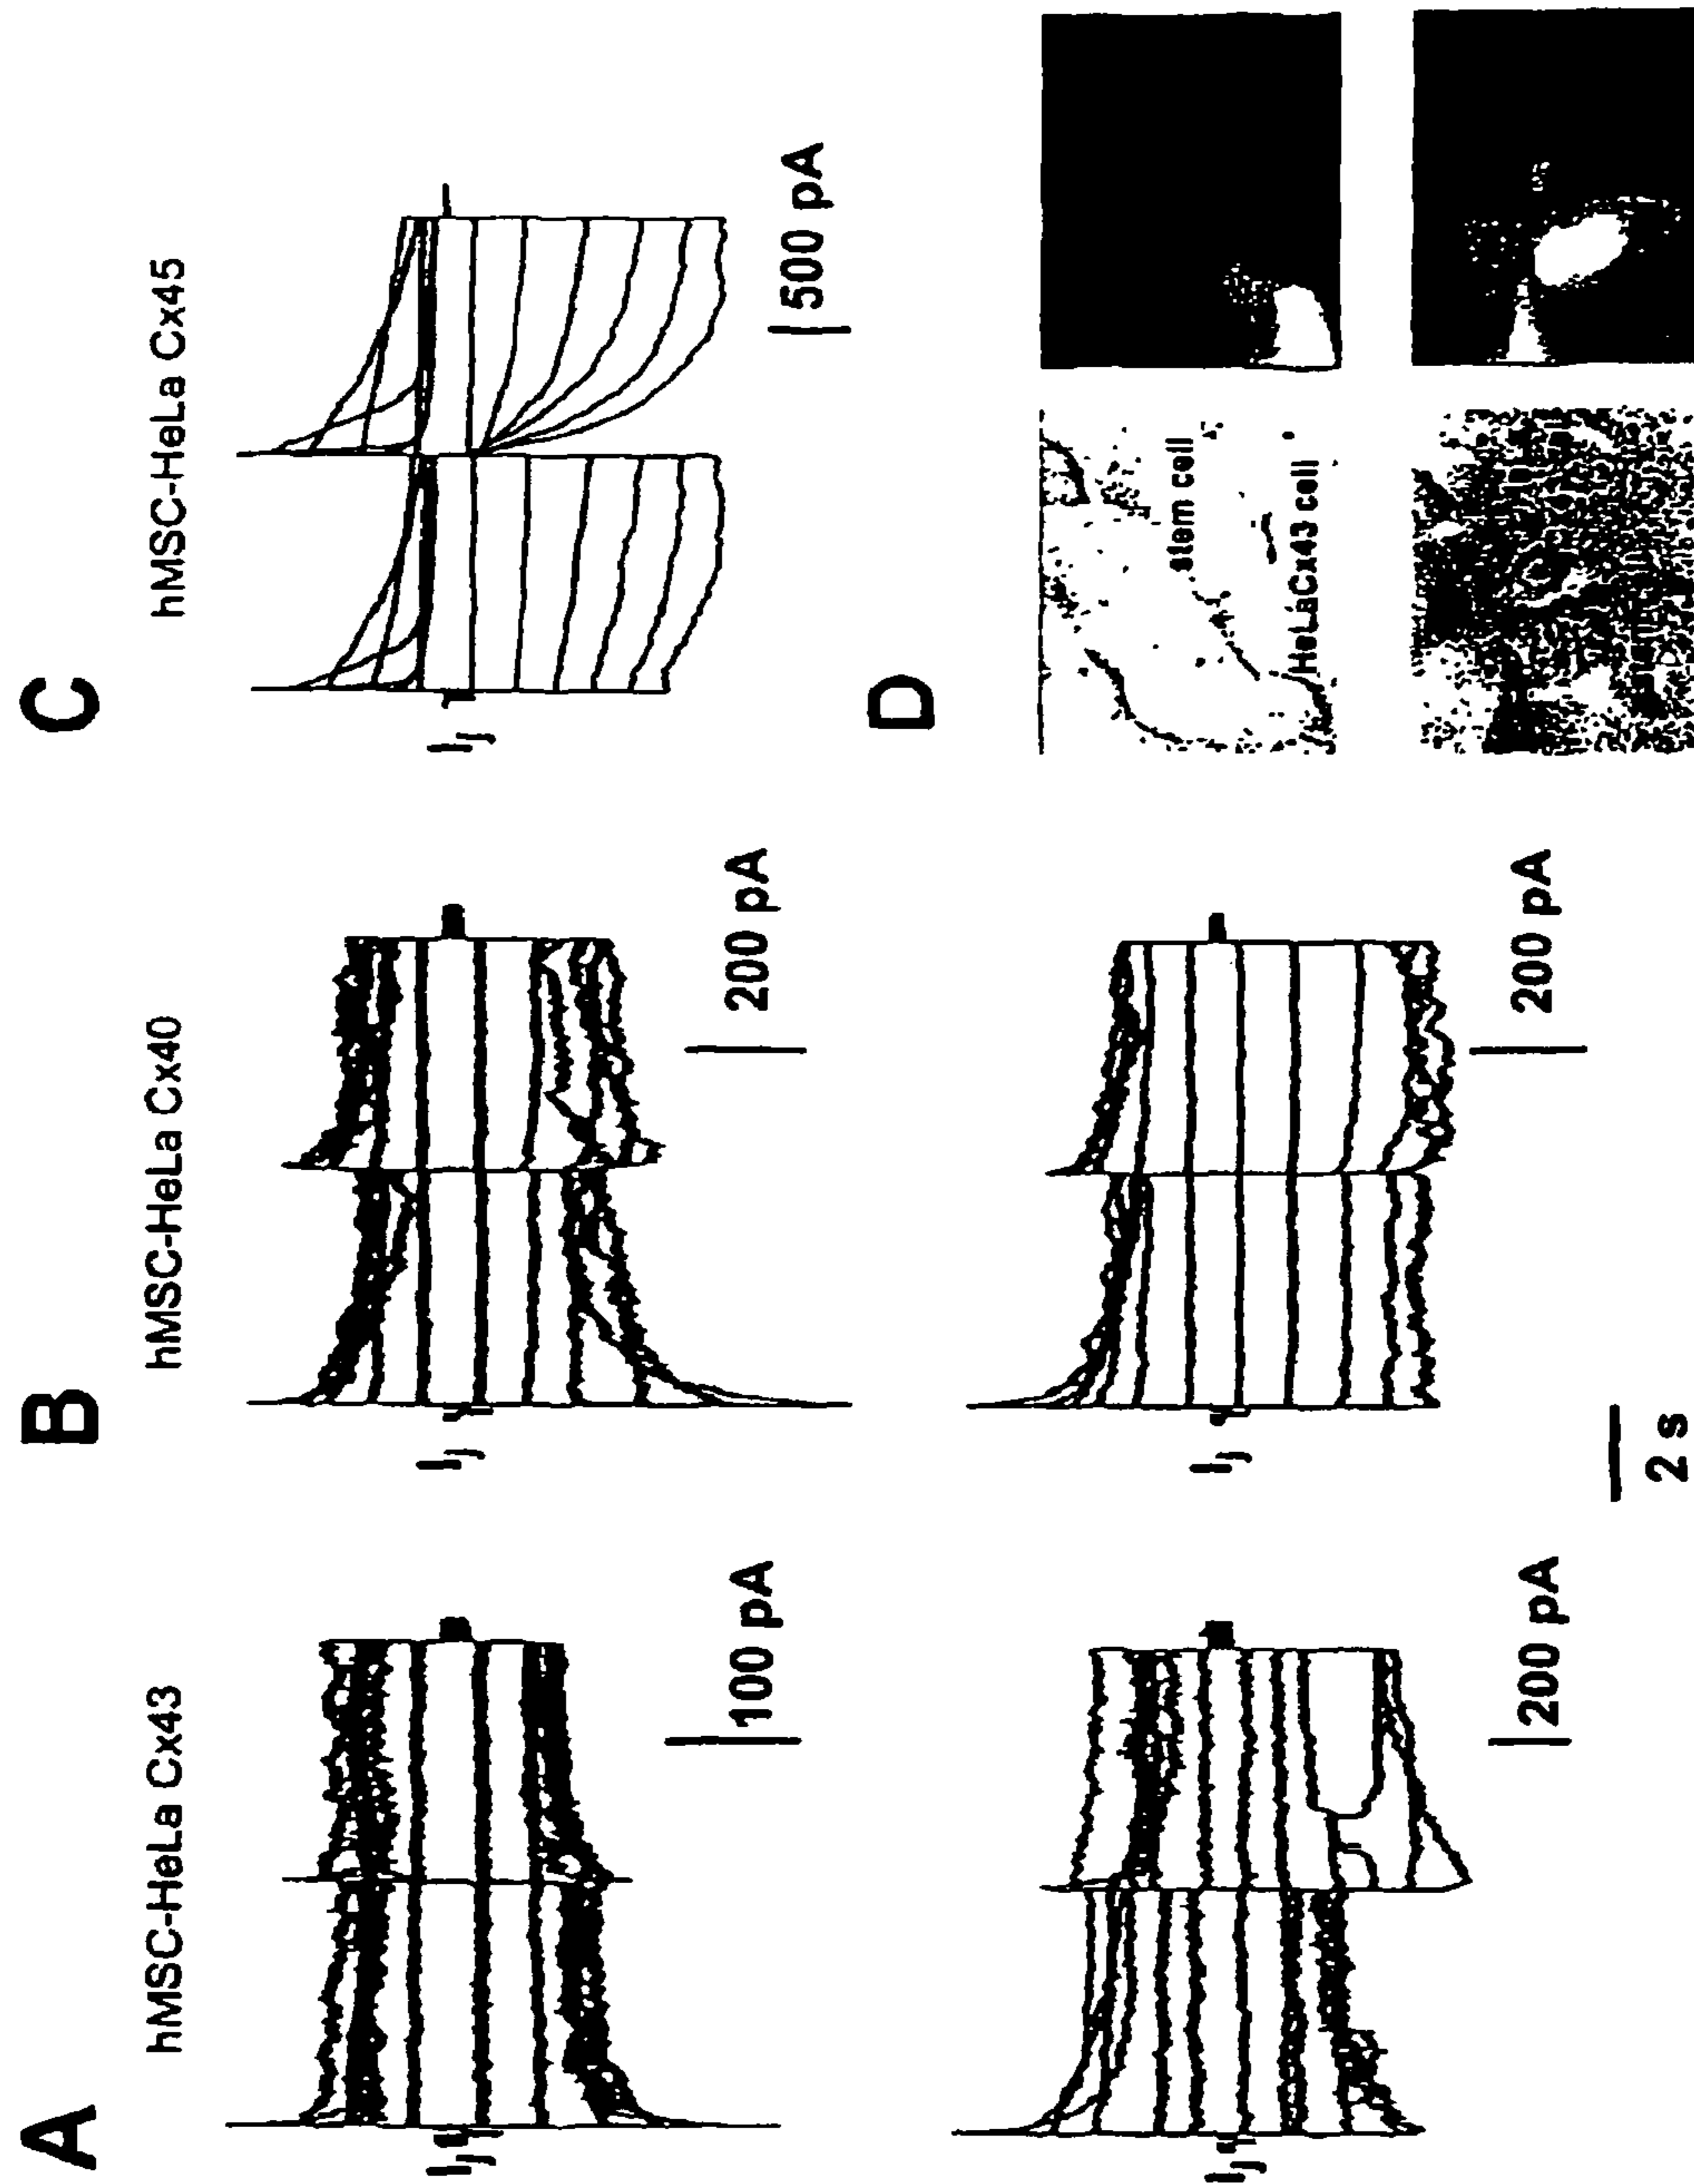 A
hMSC-HeLa Cx43
Ij
100 pA
Ij
200 pA
B
hMSC-HeLa Cx40
Ij
200 pA
Ij
200 pA
2 s
C
hMSC-HeLa Cx45
Ij
500 pA
D
stem cell
HeLaCx43 cell